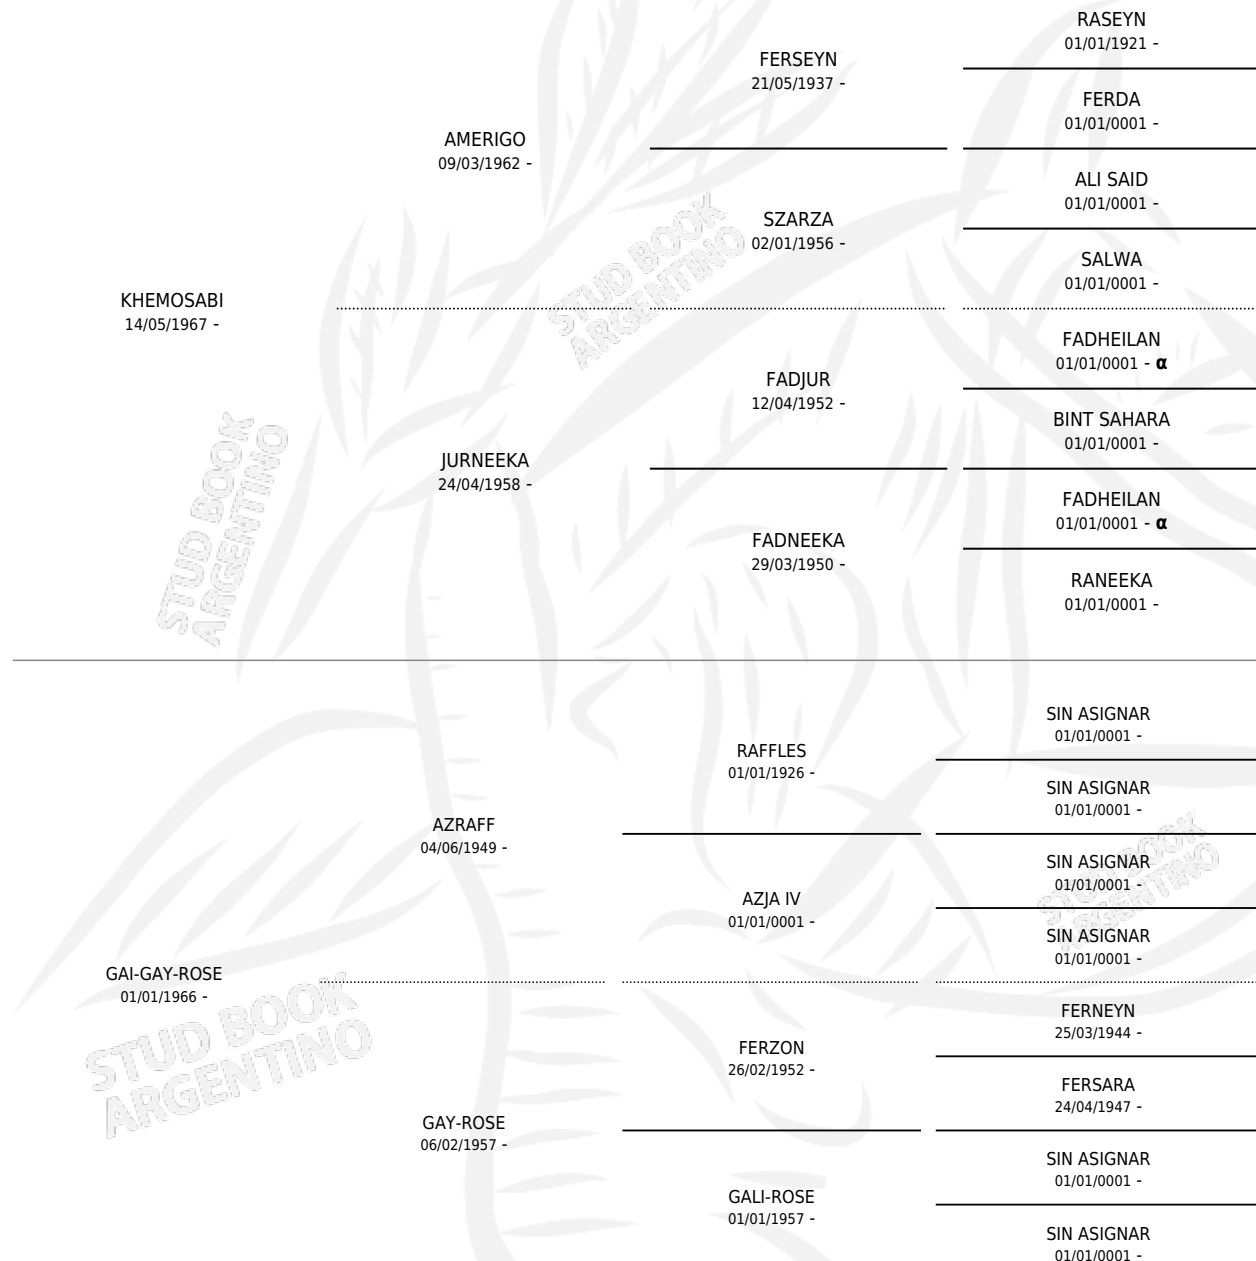 RASEYN
01/01/1921 -
FERSEYN
21/05/1937 -
FERDA
01/01/0001 -
AMERIGO
09/03/1962 -
ALI SAID
01/01/0001 -
SZARZA
02/01/1956 -
SALWA
01/01/0001 -
STUD BOOK
ARGENTINO
KHEMOSABI
14/05/1967 -
FADHEILAN
01/01/0001 - α
FADJUR
12/04/1952 -
BINT SAHARA
01/01/0001 -
JURNEEKA
24/04/1958 -
STUD BOOK
ARGENTINO
FADHEILAN
01/01/0001 - α
FADNEEKA
29/03/1950 -
RANEEKA
01/01/0001 -
SIN ASIGNAR
01/01/0001 -
RAFFLES
01/01/1926 -
SIN ASIGNAR
01/01/0001 -
AZRAFF
04/06/1949 -
SIN ASIGNAR
01/01/0001 -
STUD BOOK
ARGENTINO
AZJA IV
01/01/0001 -
SIN ASIGNAR
01/01/0001 -
GAI-GAY-ROSE
01/01/1966 -
STUD BOOK
ARGENTINO
FERNEYN
25/03/1944 -
FERZON
26/02/1952 -
FERSARA
24/04/1947 -
GAY-ROSE
06/02/1957 -
SIN ASIGNAR
01/01/0001 -
GALI-ROSE
01/01/1957 -
SIN ASIGNAR
01/01/0001 -